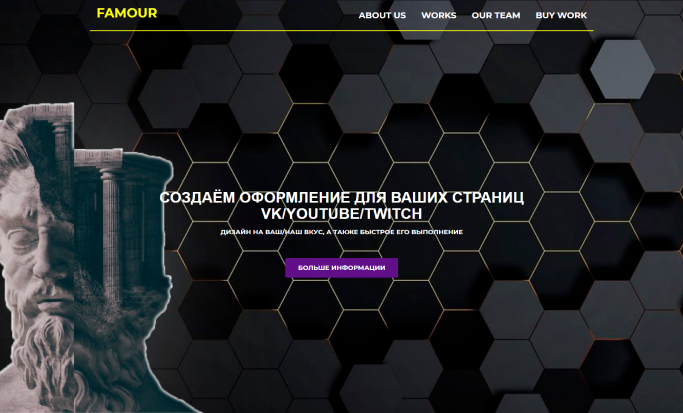 FAMOUR
ABOUT US WORKS OUR TEAM BUY WORK
СОЗДАЁМ ОФОРМЛЕНИЕ ДЛЯ ВАШИХ СТРАНИЦ
VK/YOUTUBE/TWITCH
ДИЗАЙН НА ВАШ/НАШ ВКУС, А ТАКЖЕ БЫСТРОЕ ЕГО ВЫПОЛНЕНИЕ
БОЛЬШЕ ИНФОРМАЦИИ